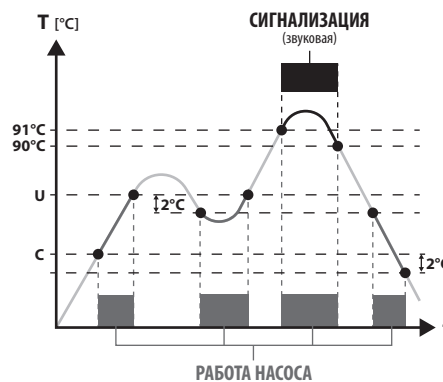 T [°C]
СИГНАЛИЗАЦИЯ
(звуковая)
91°C
90°C
U
2°C
C
2°C
РАБОТА НАСОСА